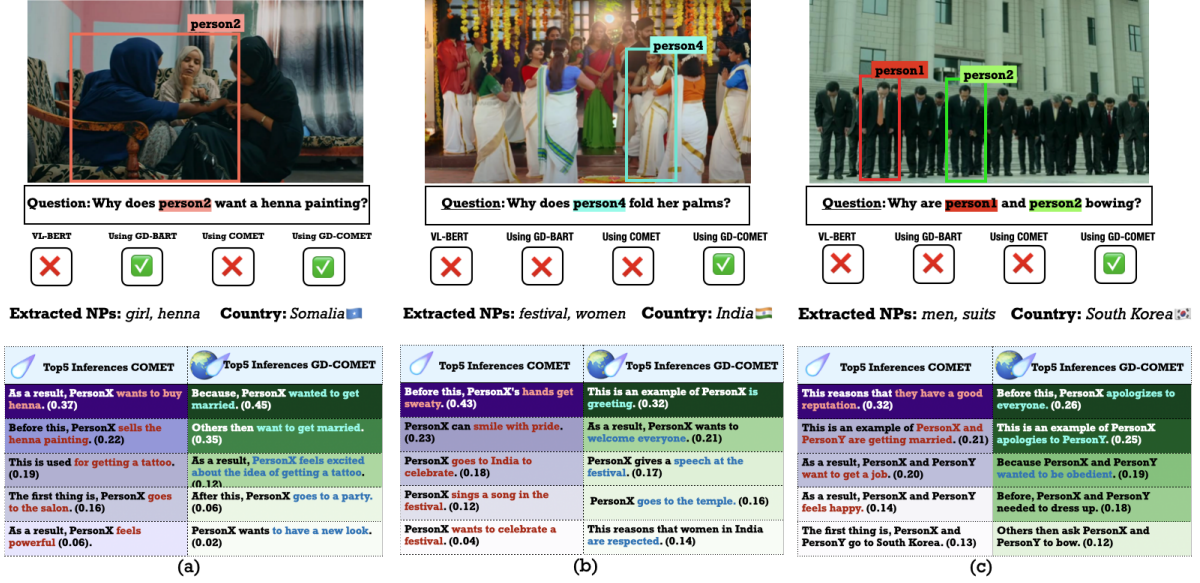 person2
Question: Why does person2 want a henna painting?
VL-BERT Using GD-BART Using COMET Using GD-COMET
Extracted NPs: girl, henna Country: Somalia
Top5 Inferences COMET
Top5 Inferences GD-COMET
As a result, PersonX wants to buy
henna. (0.37)
Because, PersonX wanted to get
married. (0.45)
Before this, PersonX sells the
henna painting. (0.22)
Others then want to get married.
(0.35)
This is used for getting a tattoo.
(0.19)
As a result, PersonX feels excited
about the idea of getting a tattoo.
(0.12)
The first thing is, PersonX goes
to the salon. (0.16)
After this, PersonX goes to a party.
(0.06)
As a result, PersonX feels
powerful (0.06).
PersonX wants to have a new look.
(0.02)
(a)
person4
Question: Why does person4 fold her palms?
VL-BERT Using GD-BART Using COMET Using GD-COMET
Extracted NPs: festival, women Country: India
Top5 Inferences COMET
Top5 Inferences GD-COMET
Before this, PersonX's hands get
sweaty. (0.43)
This is an example of PersonX is
greeting. (0.32)
PersonX can smile with pride.
(0.23)
As a result, PersonX wants to
welcome everyone. (0.21)
PersonX goes to India to
celebrate. (0.18)
PersonX gives a speech at the
festival. (0.17)
PersonX sings a song in the
festival. (0.12)
PersonX goes to the temple. (0.16)
PersonX wants to celebrate a
festival. (0.04)
This reasons that women in India
are respected. (0.14)
(b)
person1
person2
Question: Why are person1 and person2 bowing?
VL-BERT Using GD-BART Using COMET Using GD-COMET
Extracted NPs: men, suits Country: South Korea
Top5 Inferences COMET
Top5 Inferences GD-COMET
This reasons that they have a good
reputation. (0.32)
Before this, PersonX apologizes to
everyone. (0.26)
This is an example of PersonX and
PersonY are getting married. (0.21)
This is an example of PersonX
apologies to PersonY. (0.25)
As a result, PersonX and PersonY
want to get a job. (0.20)
Because PersonX and PersonY
wanted to be obedient. (0.19)
As a result, PersonX and PersonY
feels happy. (0.14)
Before, PersonX and PersonY
needed to dress up. (0.18)
The first thing is, PersonX and
PersonY go to South Korea. (0.13)
Others then ask PersonX and
PersonY to bow. (0.12)
(c)